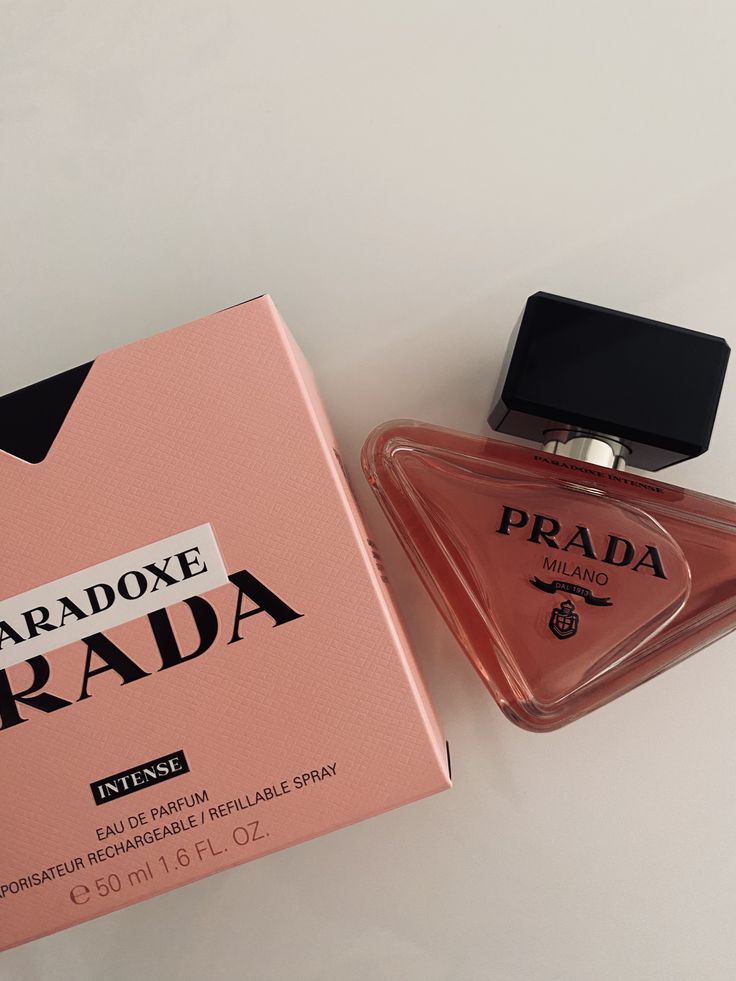 ARADOXE
RADA
INTENSE
EAU DE PARFUM
PORISATEUR RECHARGEABLE / REFILLABLE SPRAY
e 50 ml 1.6 FL. OZ.
PARADOXE INTENSE
PRADA
MILANO
DAL 1913